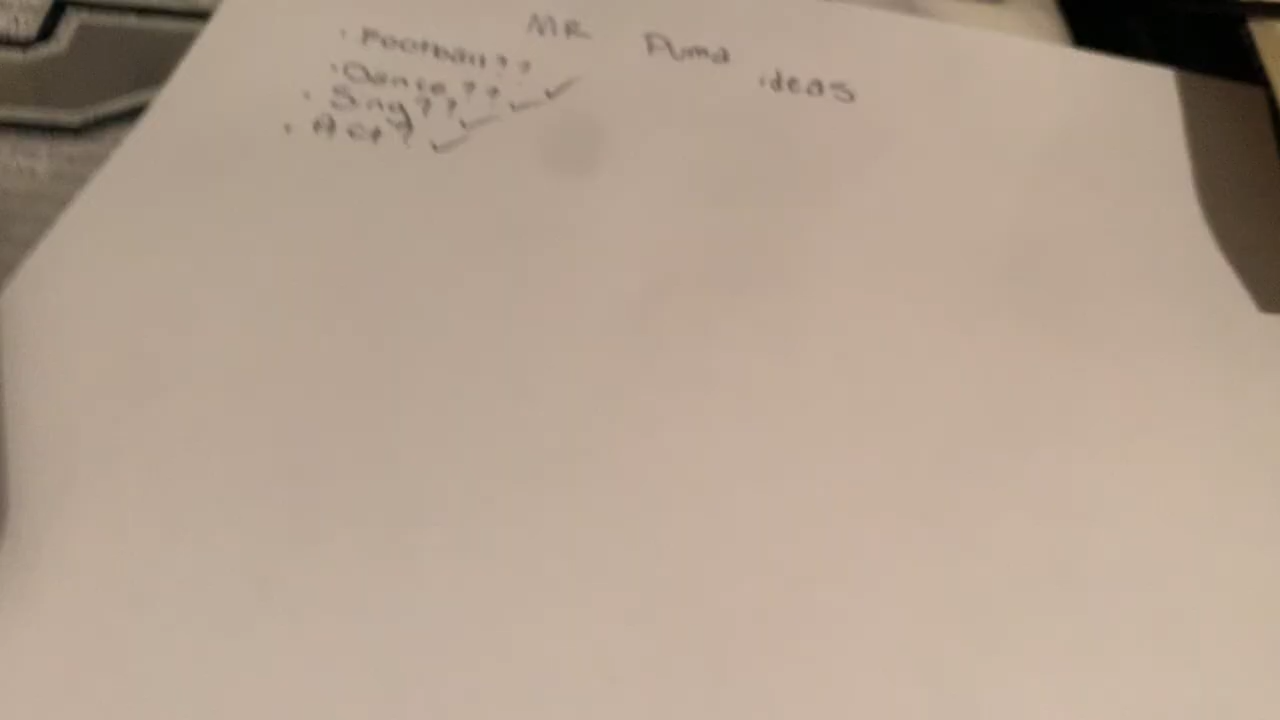 MR Puma ideas
· Football??
· Dance??
· Sing??
· Act?